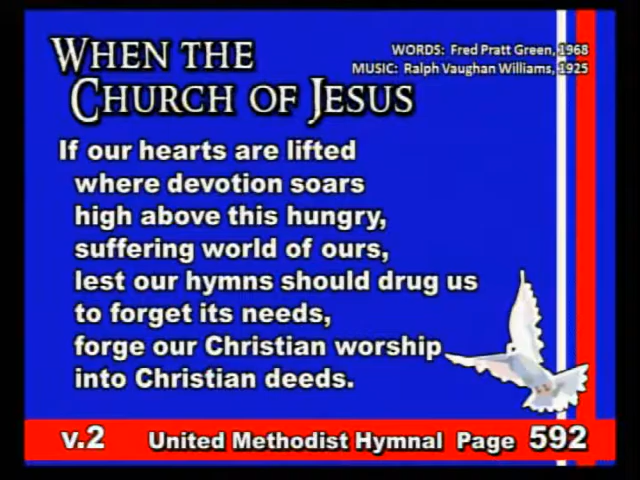 WHEN THE
CHURCH OF JESUS
WORDS: Fred Pratt Green, 1968
MUSIC: Ralph Vaughan Williams, 1925
If our hearts are lifted
where devotion soars
high above this hungry,
suffering world of ours,
lest our hymns should drug us
to forget its needs,
forge our Christian worship
into Christian deeds.
v.2 United Methodist Hymnal Page 592